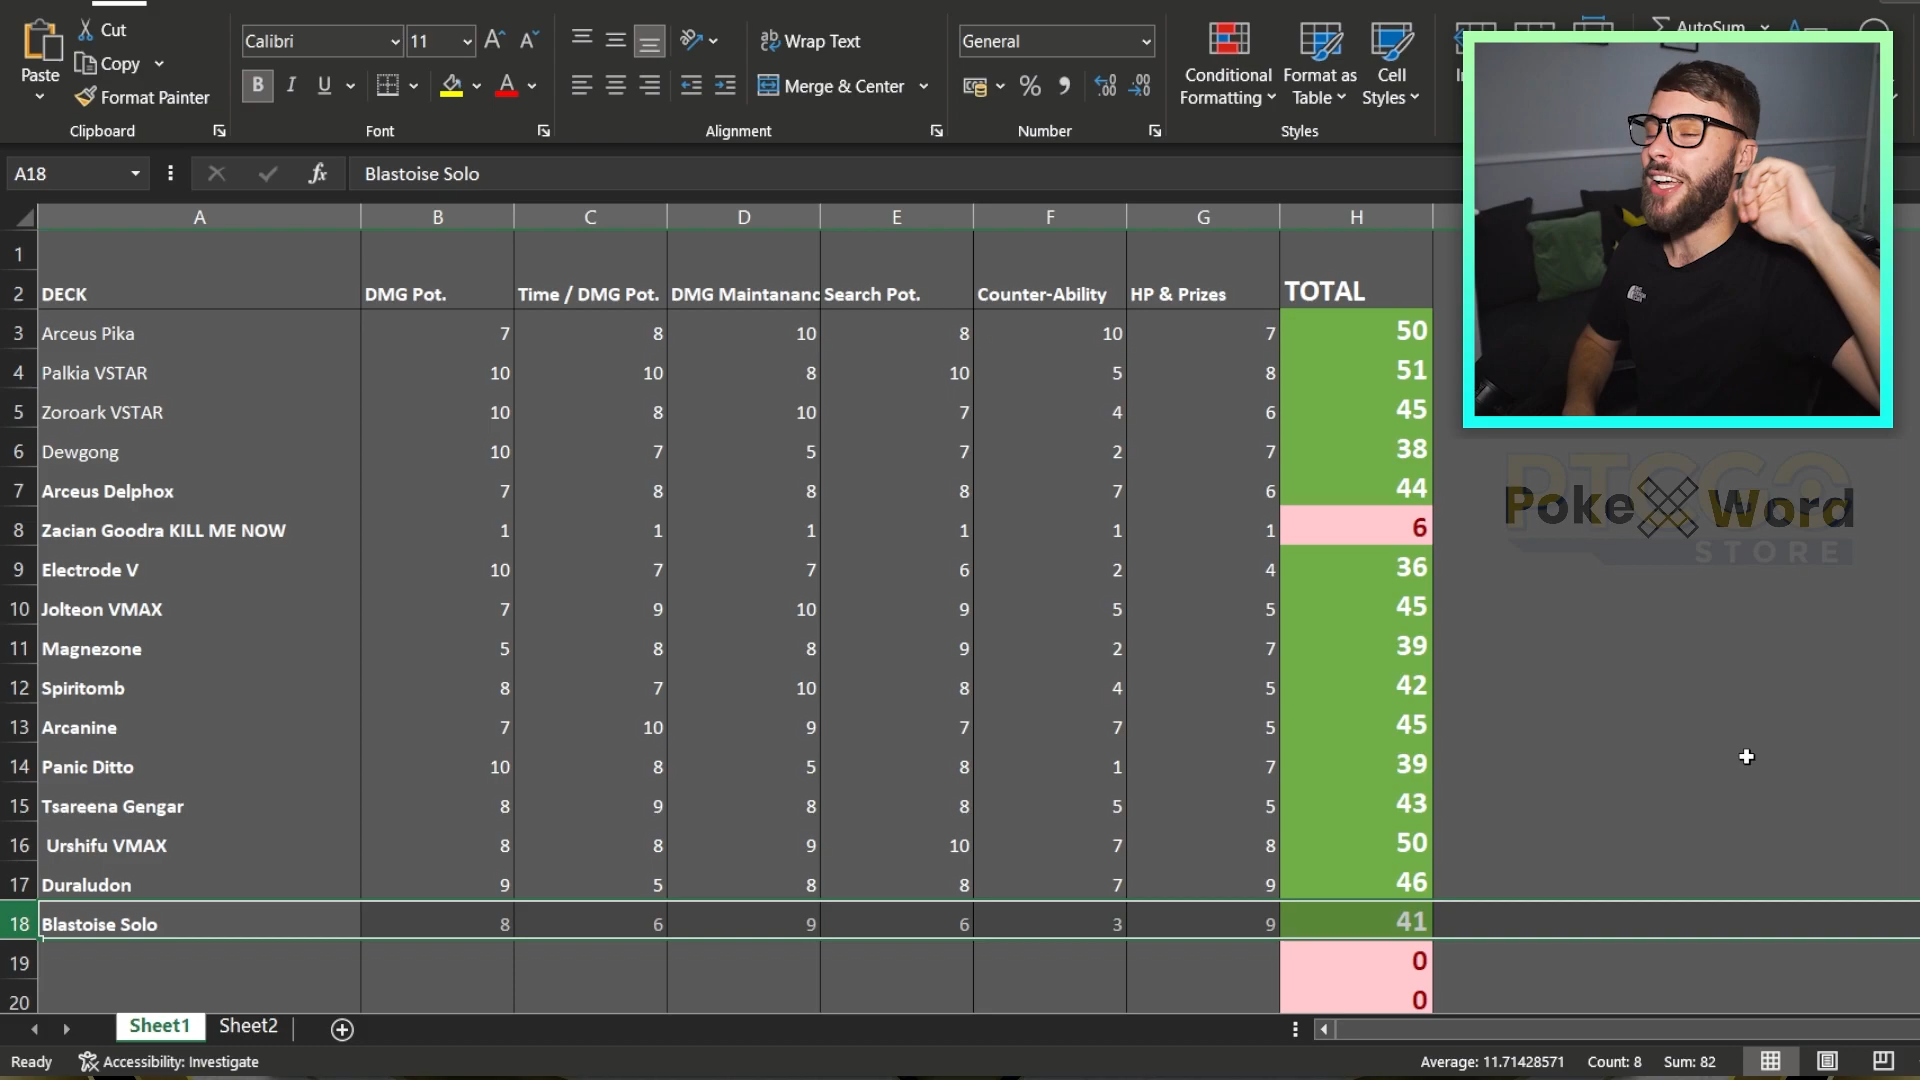 Cut
AutoSum
Calibri
11
Wrap Text
General
Copy
Paste
Conditional
Formatting
Format as
Table
Cell
Styles
Format Painter
Merge & Center
Clipboard
Font
Alignment
Number
Styles
A18
fx
Blastoise Solo
A B C D E F G H
1
2 DECK DMG Pot. Time / DMG Pot. DMG Maintananc Search Pot. Counter-Ability HP & Prizes TOTAL
3 Arceus Pika 7 8 10 8 10 7 50
4 Palkia VSTAR 10 10 8 10 5 8 51
5 Zoroark VSTAR 10 8 10 7 4 6 45
6 Dewgong 10 7 5 7 2 7 38
7 Arceus Delphox 7 8 8 8 7 6 44
8 Zacian Goodra KILL ME NOW 1 1 1 1 1 1 6
9 Electrode V 10 7 7 6 2 4 36
10 Jolteon VMAX 7 9 10 9 5 5 45
11 Magnezone 5 8 8 9 2 7 39
12 Spiritomb 8 7 10 8 4 5 42
13 Arcanine 7 10 9 7 7 5 45
14 Panic Ditto 10 8 5 8 1 7 39
15 Tsareena Gengar 8 9 8 8 5 5 43
16 Urshifu VMAX 8 8 9 10 7 8 50
17 Duraludon 9 5 8 8 7 9 46
18 Blastoise Solo 8 6 9 6 3 9 41
19 0
20 0
PTCGO
PokeWord
STORE
Sheet1 Sheet2
Ready Accessibility: Investigate Average: 11.71428571 Count: 8 Sum: 82